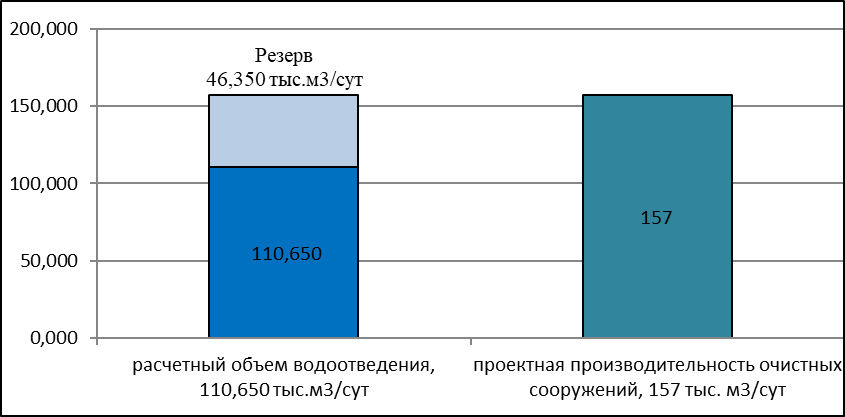 200,000
150,000
100,000
50,000
0,000
Резерв
46,350 тыс.м3/сут
110,650
157
расчетный объем водоотведения,
110,650 тыс.м3/сут
проектная производительность очистных
сооружений, 157 тыс. м3/сут